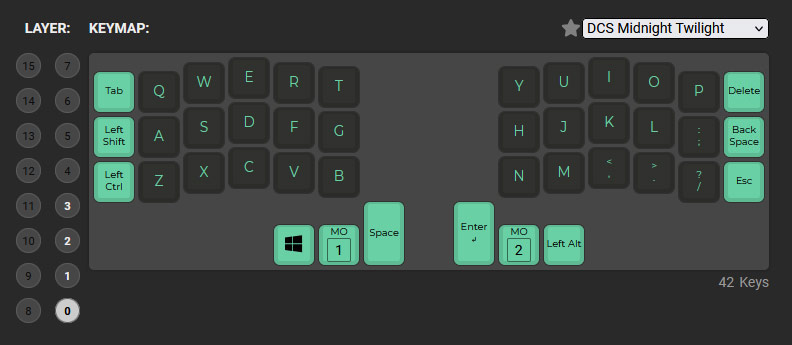 LAYER: KEYMAP: DCS Midnight Twilight
15 7
14 6
13 5
12 4
11 3
10 2
9 1
8 0
Tab Q W E R T Y U I O P Delete
Left Shift A S D F G H J K L : ; Back Space
Left Ctrl Z X C V B N M < , > . ? / Esc
MO 1 Space Enter MO 2 Left Alt
42 Keys